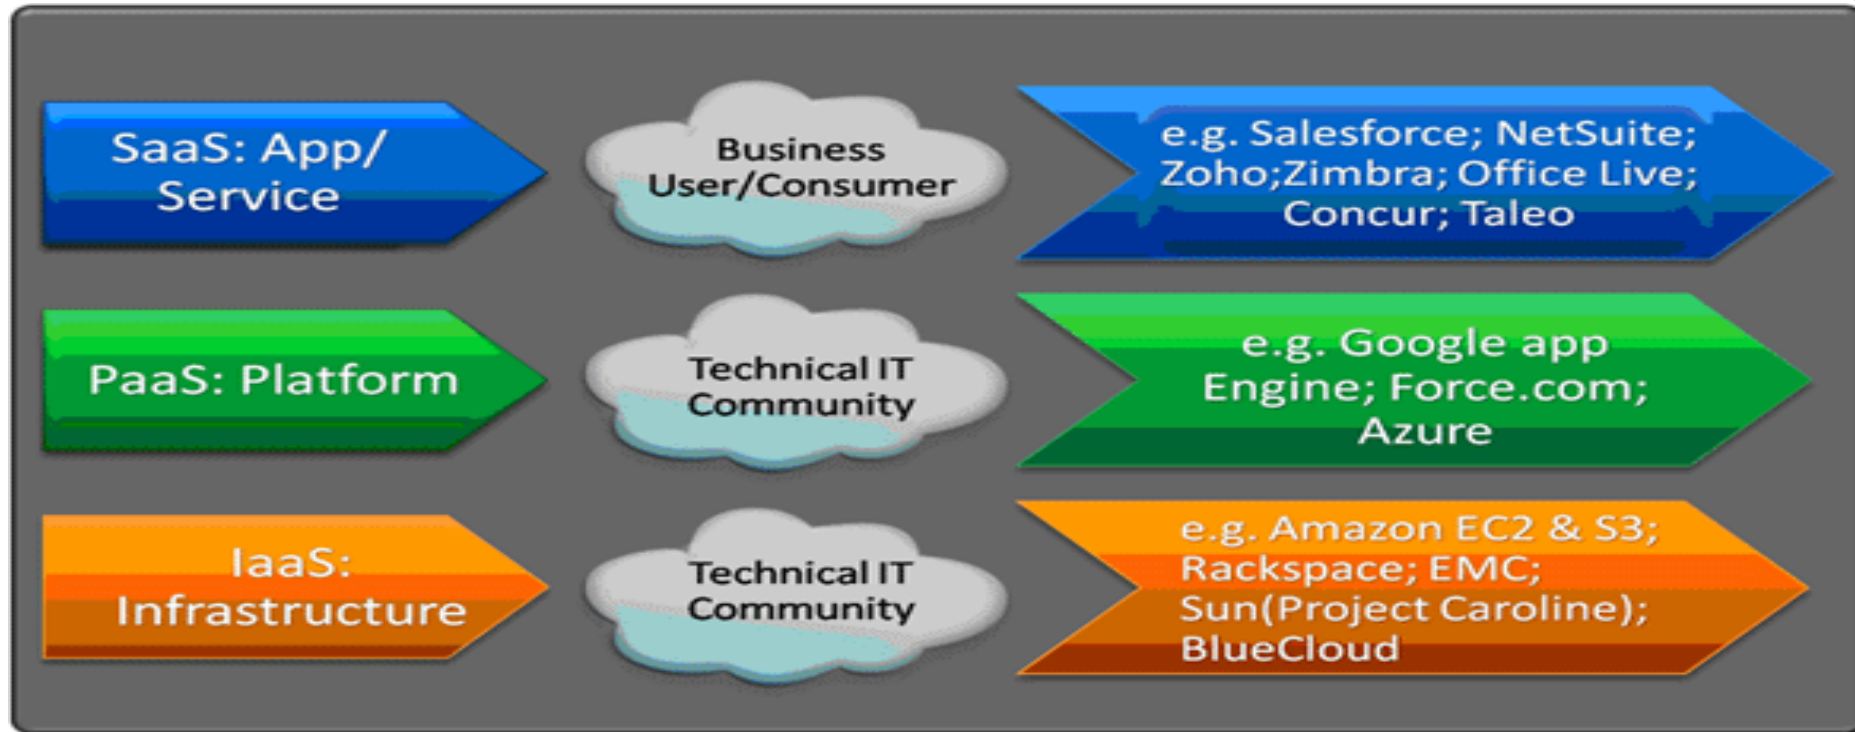 SaaS: App/
Service
Business
User/Consumer
e.g. Salesforce; NetSuite;
Zoho;Zimbra; Office Live;
Concur; Taleo
PaaS: Platform
Technical IT
Community
e.g. Google app
Engine; Force.com;
Azure
IaaS:
Infrastructure
Technical IT
Community
e.g. Amazon EC2 & S3;
Rackspace; EMC;
Sun(Project Caroline);
BlueCloud